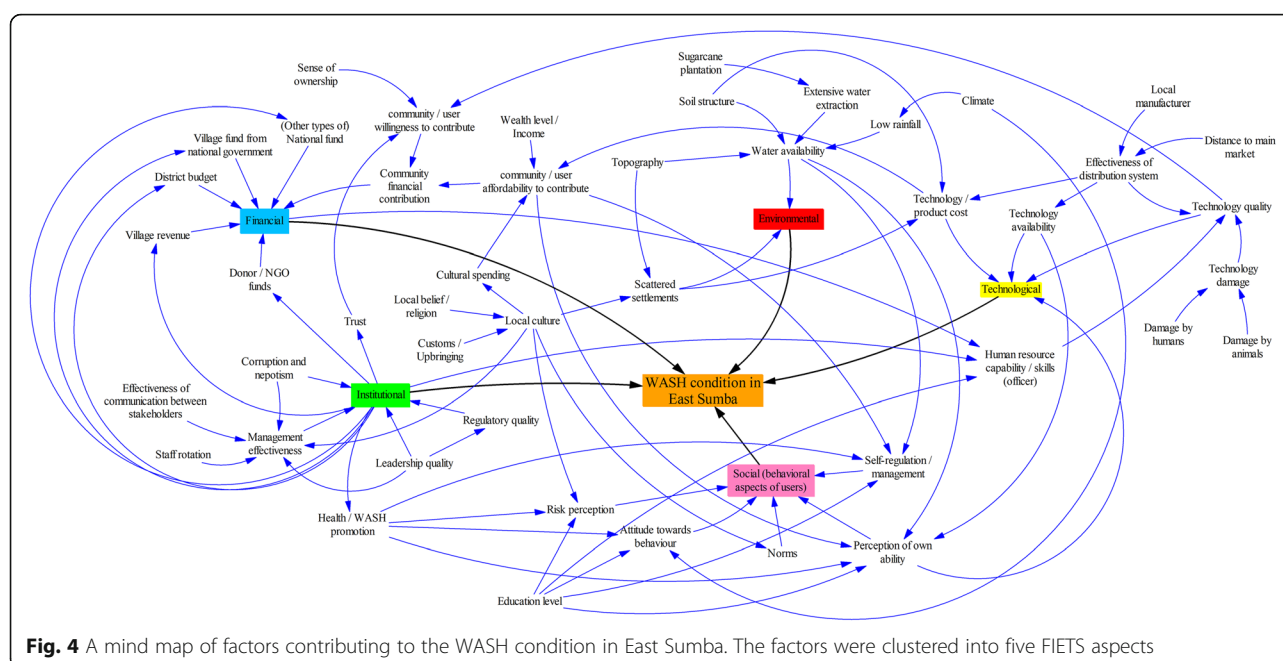 Sense of
ownership
Sugarcane
plantation
Soil structure
Extensive water
extraction
Climate
Local
manufacturer
(Other types of)
National fund
community / user
willingness to contribute
Wealth level /
Income
Low rainfall
Village fund from
national government
Water availability
Distance to main
market
Topography
Effectiveness of
distribution system
District budget
Community
financial
contribution
community / user
affordability to contribute
Technology /
product cost
Technology
availability
Technology quality
Financial
Environmental
Village revenue
Donor / NGO
funds
Cultural spending
Scattered
settlements
Technological
Technology
damage
Local belief /
religion
Trust
Local culture
Customs /
Upbringing
Damage by
humans
Damage by
animals
Corruption and
nepotism
Human resource
capability / skills
(officer)
Effectiveness of
communication between
stakeholders
Institutional
WASH condition in
East Sumba
Regulatory quality
Management
effectiveness
Staff rotation
Leadership quality
Social (behavioral
aspects of users)
Self-regulation /
management
Health / WASH
promotion
Risk perception
Attitude towards
behaviour
Norms
Perception of own
ability
Education level
Fig. 4 A mind map of factors contributing to the WASH condition in East Sumba. The factors were clustered into five FIETS aspects